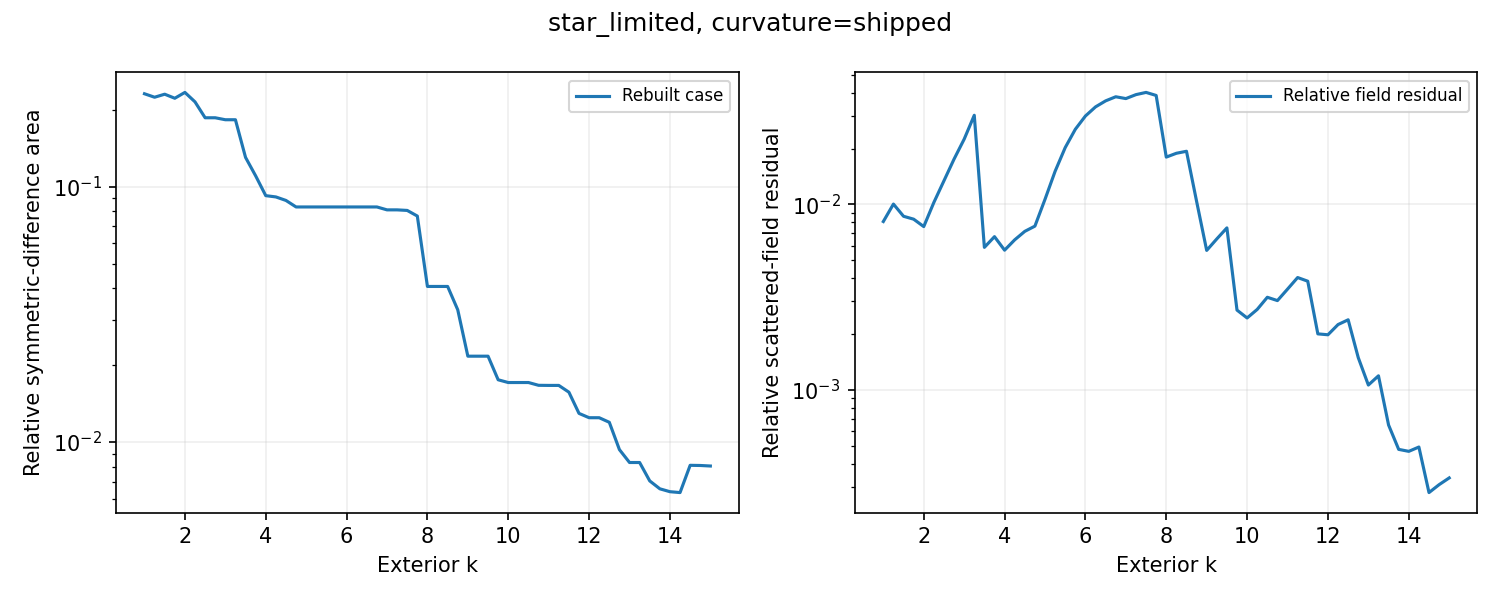 star_limited, curvature=shipped
Relative symmetric-difference area
10⁻¹
10⁻²
Rebuilt case
2 4 6 8 10 12 14
Exterior k
Relative scattered-field residual
10⁻²
10⁻³
Relative field residual
2 4 6 8 10 12 14
Exterior k